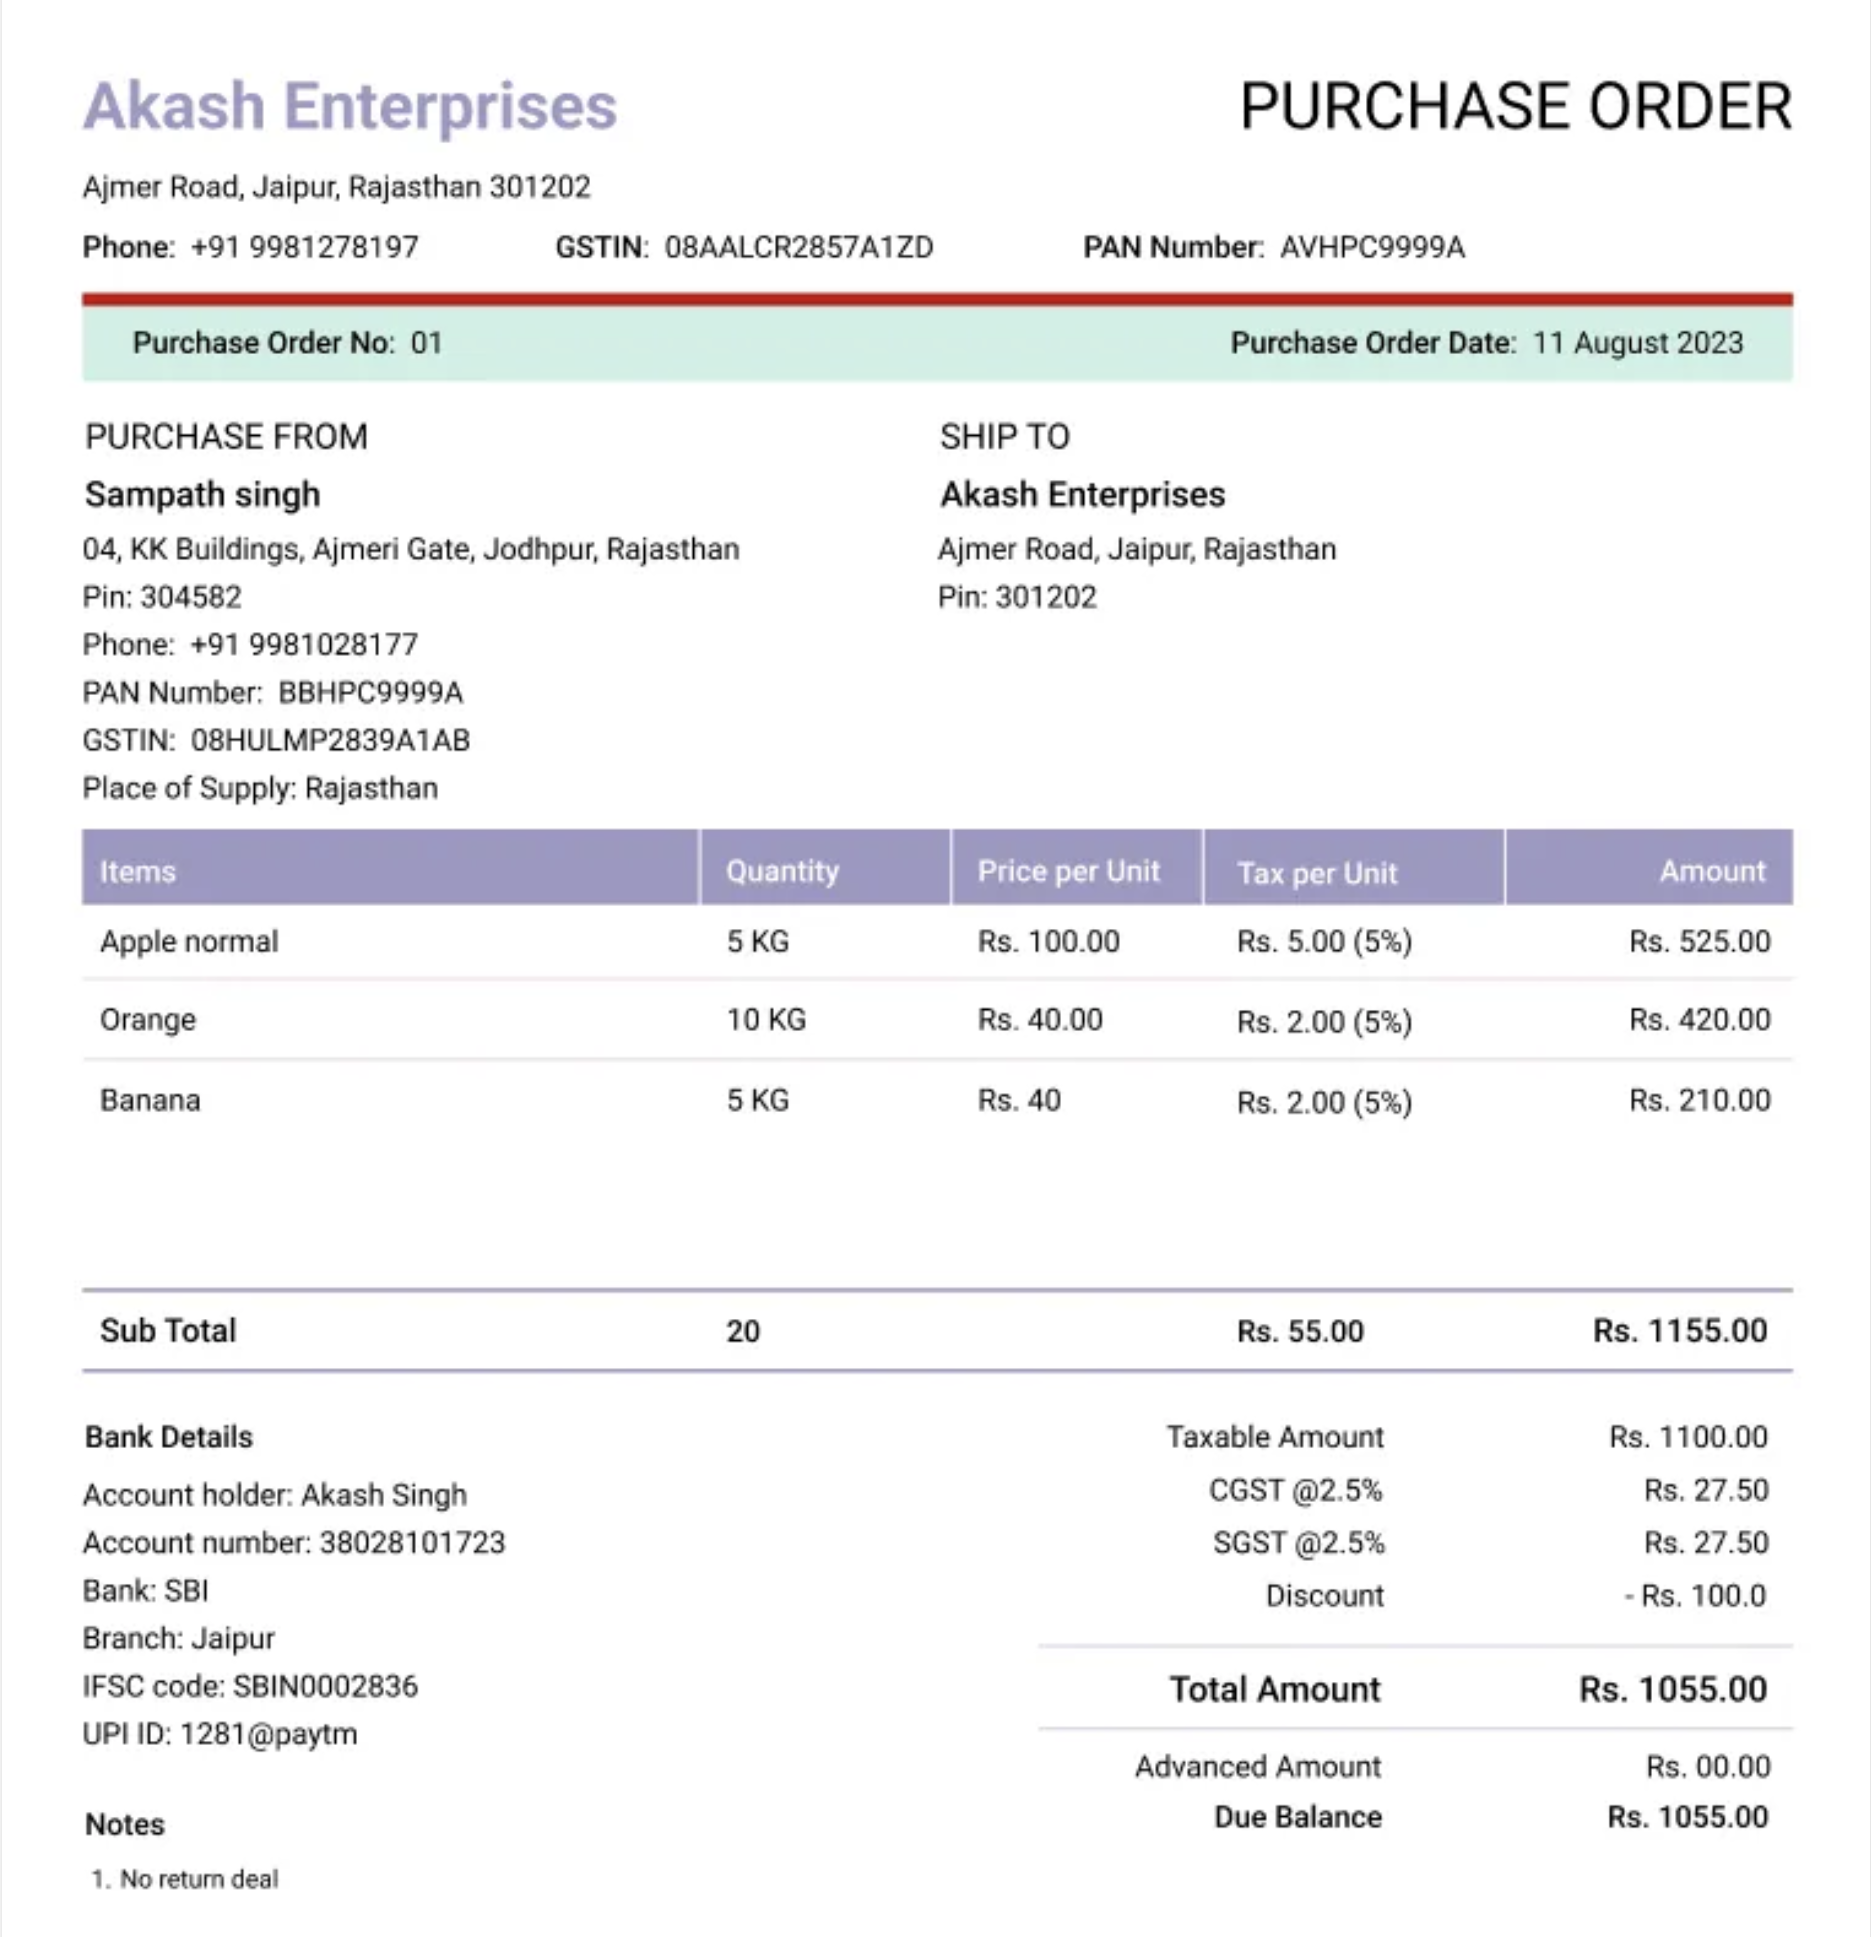 Akash Enterprises
PURCHASE ORDER
Ajmer Road, Jaipur, Rajasthan 301202
Phone: +91 9981278197 GSTIN: 08AALCR2857A1ZD PAN Number: AVHPC9999A
Purchase Order No: 01 Purchase Order Date: 11 August 2023
PURCHASE FROM
Sampath singh
04, KK Buildings, Ajmeri Gate, Jodhpur, Rajasthan
Pin: 304582
Phone: +91 9981028177
PAN Number: BBHPC9999A
GSTIN: 08HULMP2839A1AB
Place of Supply: Rajasthan
SHIP TO
Akash Enterprises
Ajmer Road, Jaipur, Rajasthan
Pin: 301202
Items Quantity Price per Unit Tax per Unit Amount
Apple normal 5 KG Rs. 100.00 Rs. 5.00 (5%) Rs. 525.00
Orange 10 KG Rs. 40.00 Rs. 2.00 (5%) Rs. 420.00
Banana 5 KG Rs. 40 Rs. 2.00 (5%) Rs. 210.00
Sub Total 20 Rs. 55.00 Rs. 1155.00
Bank Details
Account holder: Akash Singh
Account number: 38028101723
Bank: SBI
Branch: Jaipur
IFSC code: SBIN0002836
UPI ID: 1281@paytm
Notes
1. No return deal
Taxable Amount Rs. 1100.00
CGST @2.5% Rs. 27.50
SGST @2.5% Rs. 27.50
Discount - Rs. 100.0
Total Amount Rs. 1055.00
Advanced Amount Rs. 00.00
Due Balance Rs. 1055.00